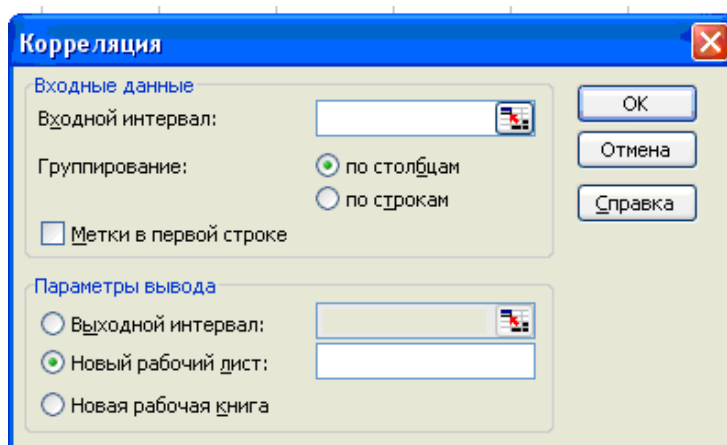 Корреляция
Входные данные
Входной интервал:
Группирование:
по столбцам
по строкам
Метки в первой строке
ОК
Отмена
Справка
Параметры вывода
Выходной интервал:
Новый рабочий лист:
Новая рабочая книга